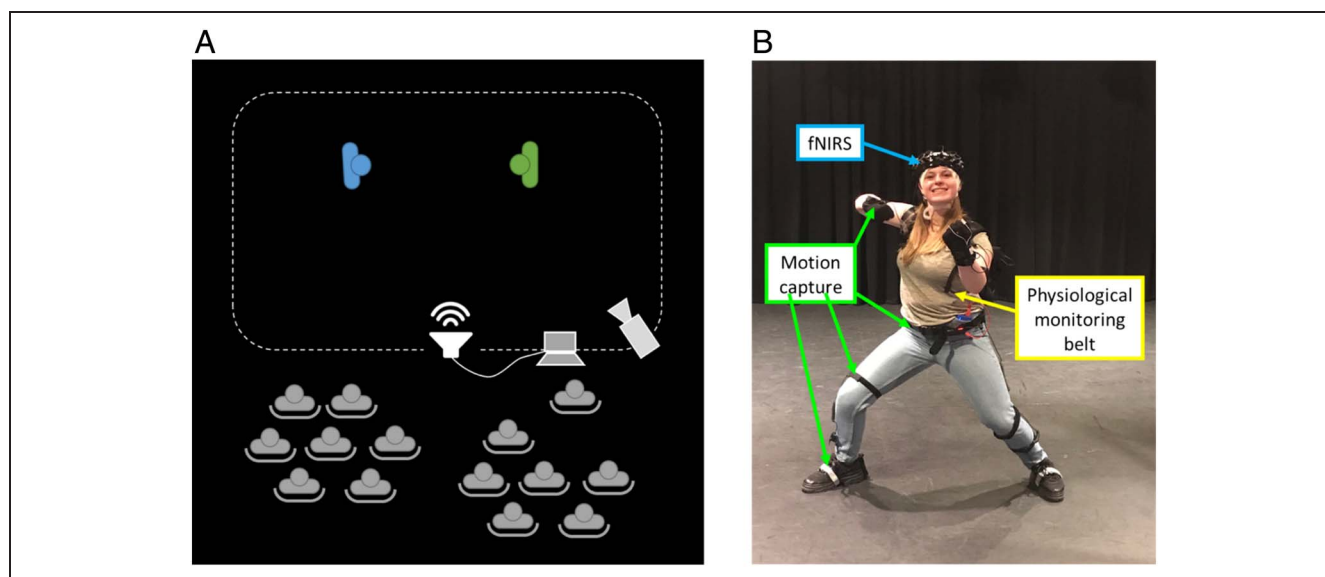 A
B
fNIRS
Motion
capture
Physiological
monitoring
belt